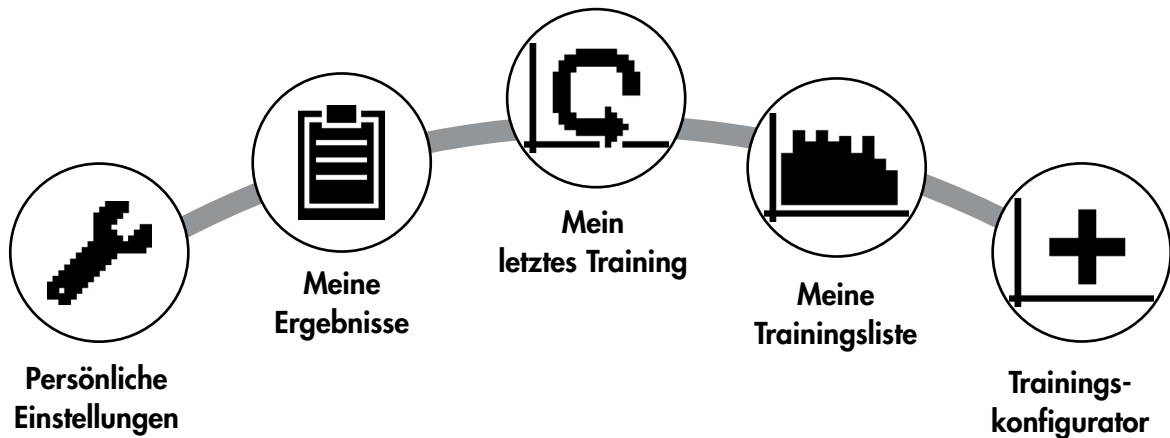 Persönliche
Einstellungen
Meine
Ergebnisse
Mein
letztes Training
Meine
Trainingsliste
Trainings-
konfigurator